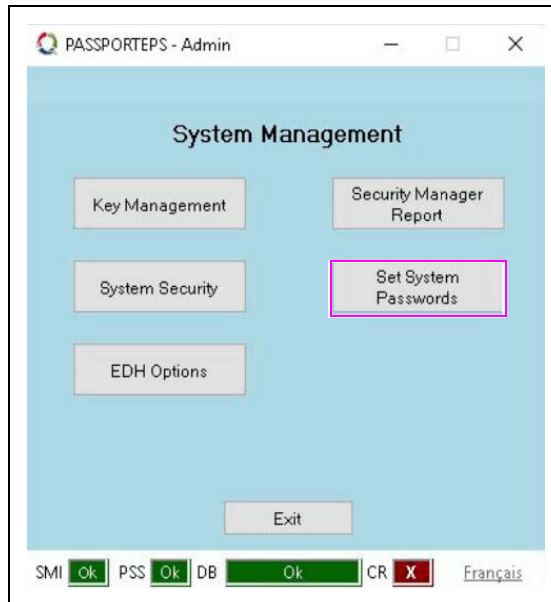 PASSPORTEPS - Admin
System Management
Key Management
Security Manager
Report
System Security
Set System
Passwords
EDH Options
Exit
SMI Ok PSS Ok DB Ok CR X Français